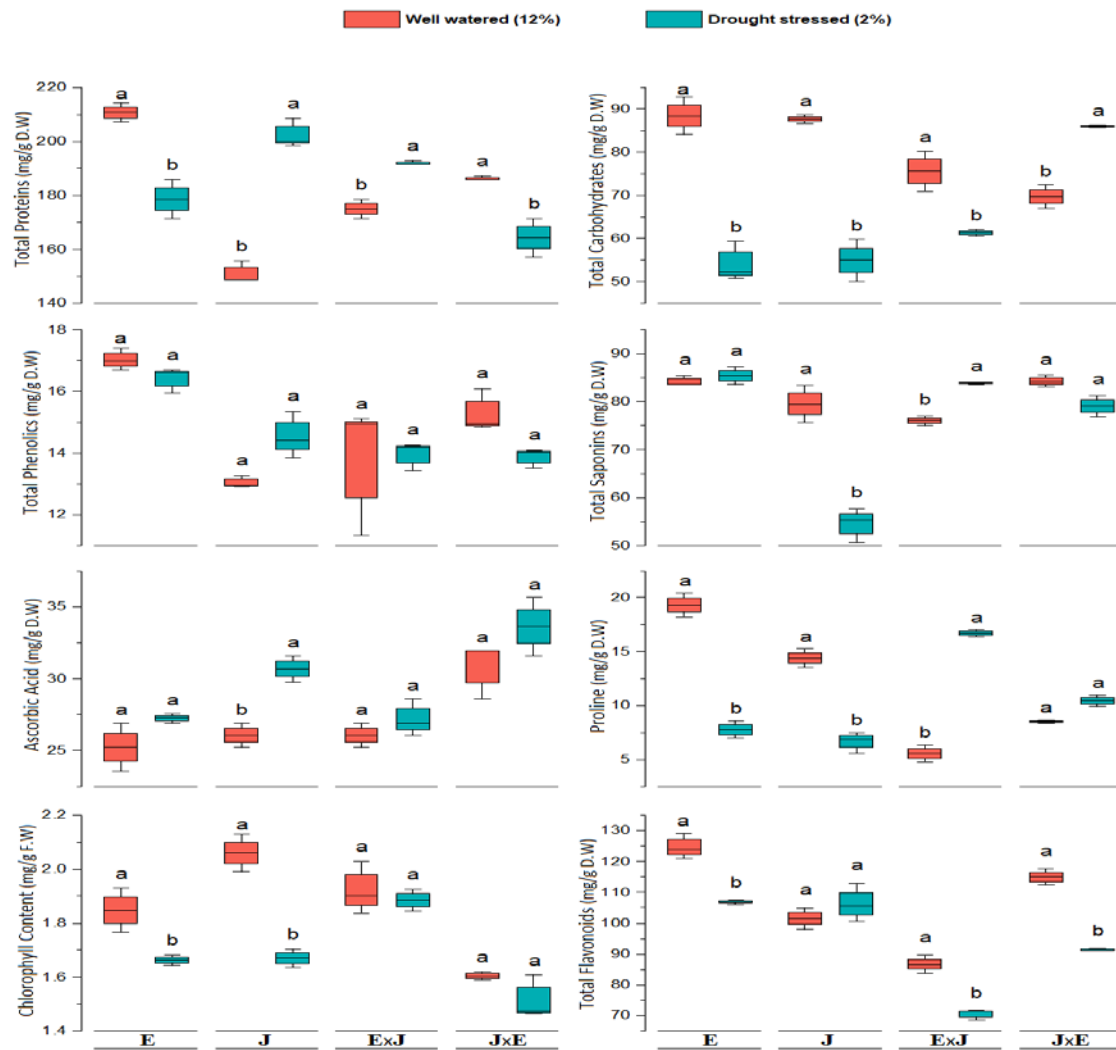 Well watered (12%) Drought stressed (2%)
Total Proteins (mg/g D.W)
220
200
180
160
140
a b b a b a a b
Total Carbohydrates (mg/g D.W)
90
80
70
60
50
a b a b a b b a
Total Phenolics (mg/g D.W)
18
16
14
12
a a a a a a a a
Total Saponins (mg/g D.W)
90
80
70
60
50
a a a b b a a a
Ascorbic Acid (mg/g D.W)
35
30
25
a a b a a a a a
Proline (mg/g D.W)
20
15
10
5
a b a b b a a a
Chlorophyll Content (mg/g F.W)
2.2
2.0
1.8
1.6
1.4
a b a b a a a a
E J E×J J×E
Total Flavonoids (mg/g D.W)
130
120
110
100
90
80
70
a b a a a b a b
E J E×J J×E